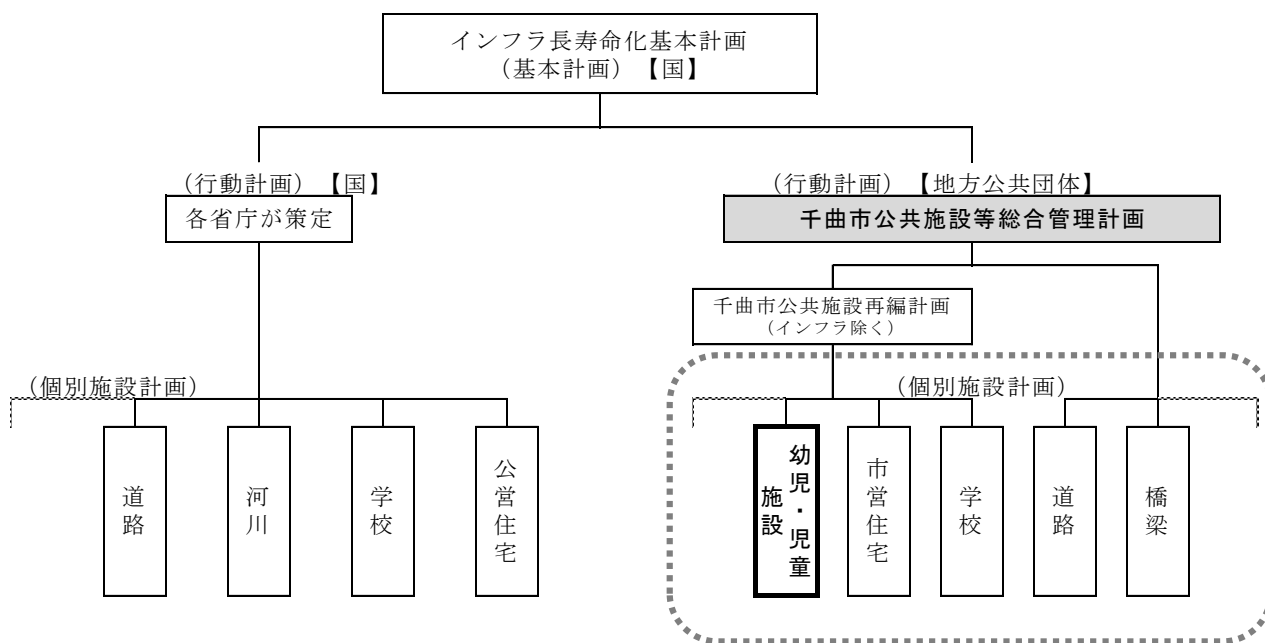 インフラ長寿命化基本計画
（基本計画）【国】
（行動計画）【国】
各省庁が策定
（行動計画）【地方公共団体】
千曲市公共施設等総合管理計画
千曲市公共施設再編計画
（インフラ除く）
（個別施設計画）
道路
河川
学校
公営住宅
（個別施設計画）
幼児・児童
施設
市営住宅
学校
道路
橋梁